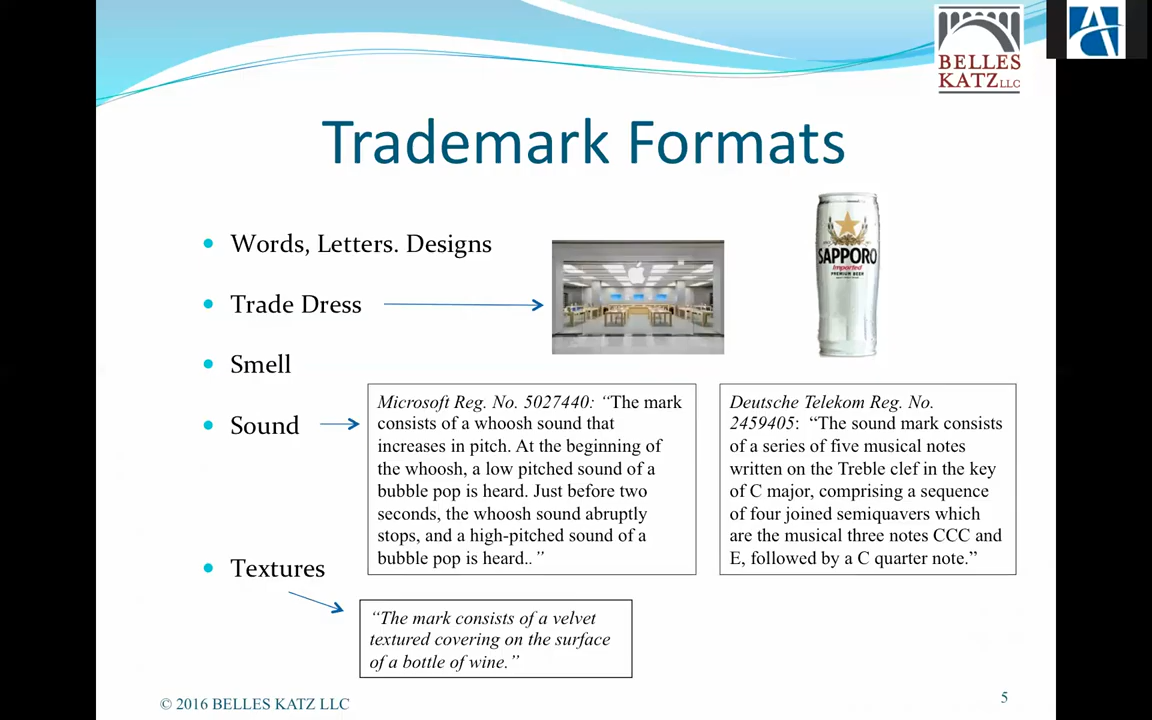 BELLES
KATZ LLC
Trademark Formats
• Words, Letters. Designs
• Trade Dress
SAPPORO
Imported
PREMIUM BEER
• Smell
• Sound
Microsoft Reg. No. 5027440: “The mark
consists of a whoosh sound that
increases in pitch. At the beginning of
the whoosh, a low pitched sound of a
bubble pop is heard. Just before two
seconds, the whoosh sound abruptly
stops, and a high-pitched sound of a
bubble pop is heard.. ”
Deutsche Telekom Reg. No.
2459405: “The sound mark consists
of a series of five musical notes
written on the Treble clef in the key
of C major, comprising a sequence
of four joined semiquavers which
are the musical three notes CCC and
E, followed by a C quarter note.”
• Textures
“The mark consists of a velvet
textured covering on the surface
of a bottle of wine.”
© 2016 BELLES KATZ LLC
5